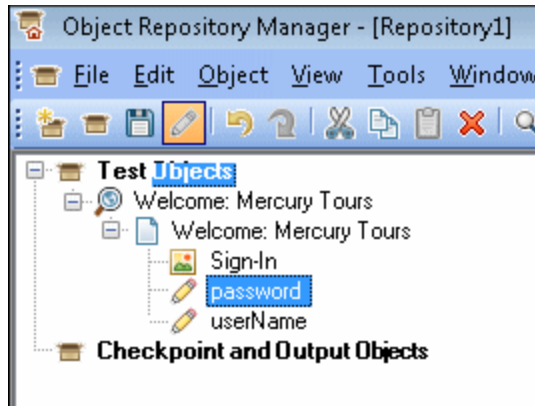 Object Repository Manager - [Repository1]
File Edit Object View Tools Window
Test Objects
Welcome: Mercury Tours
Welcome: Mercury Tours
Sign-In
password
userName
Checkpoint and Output Objects